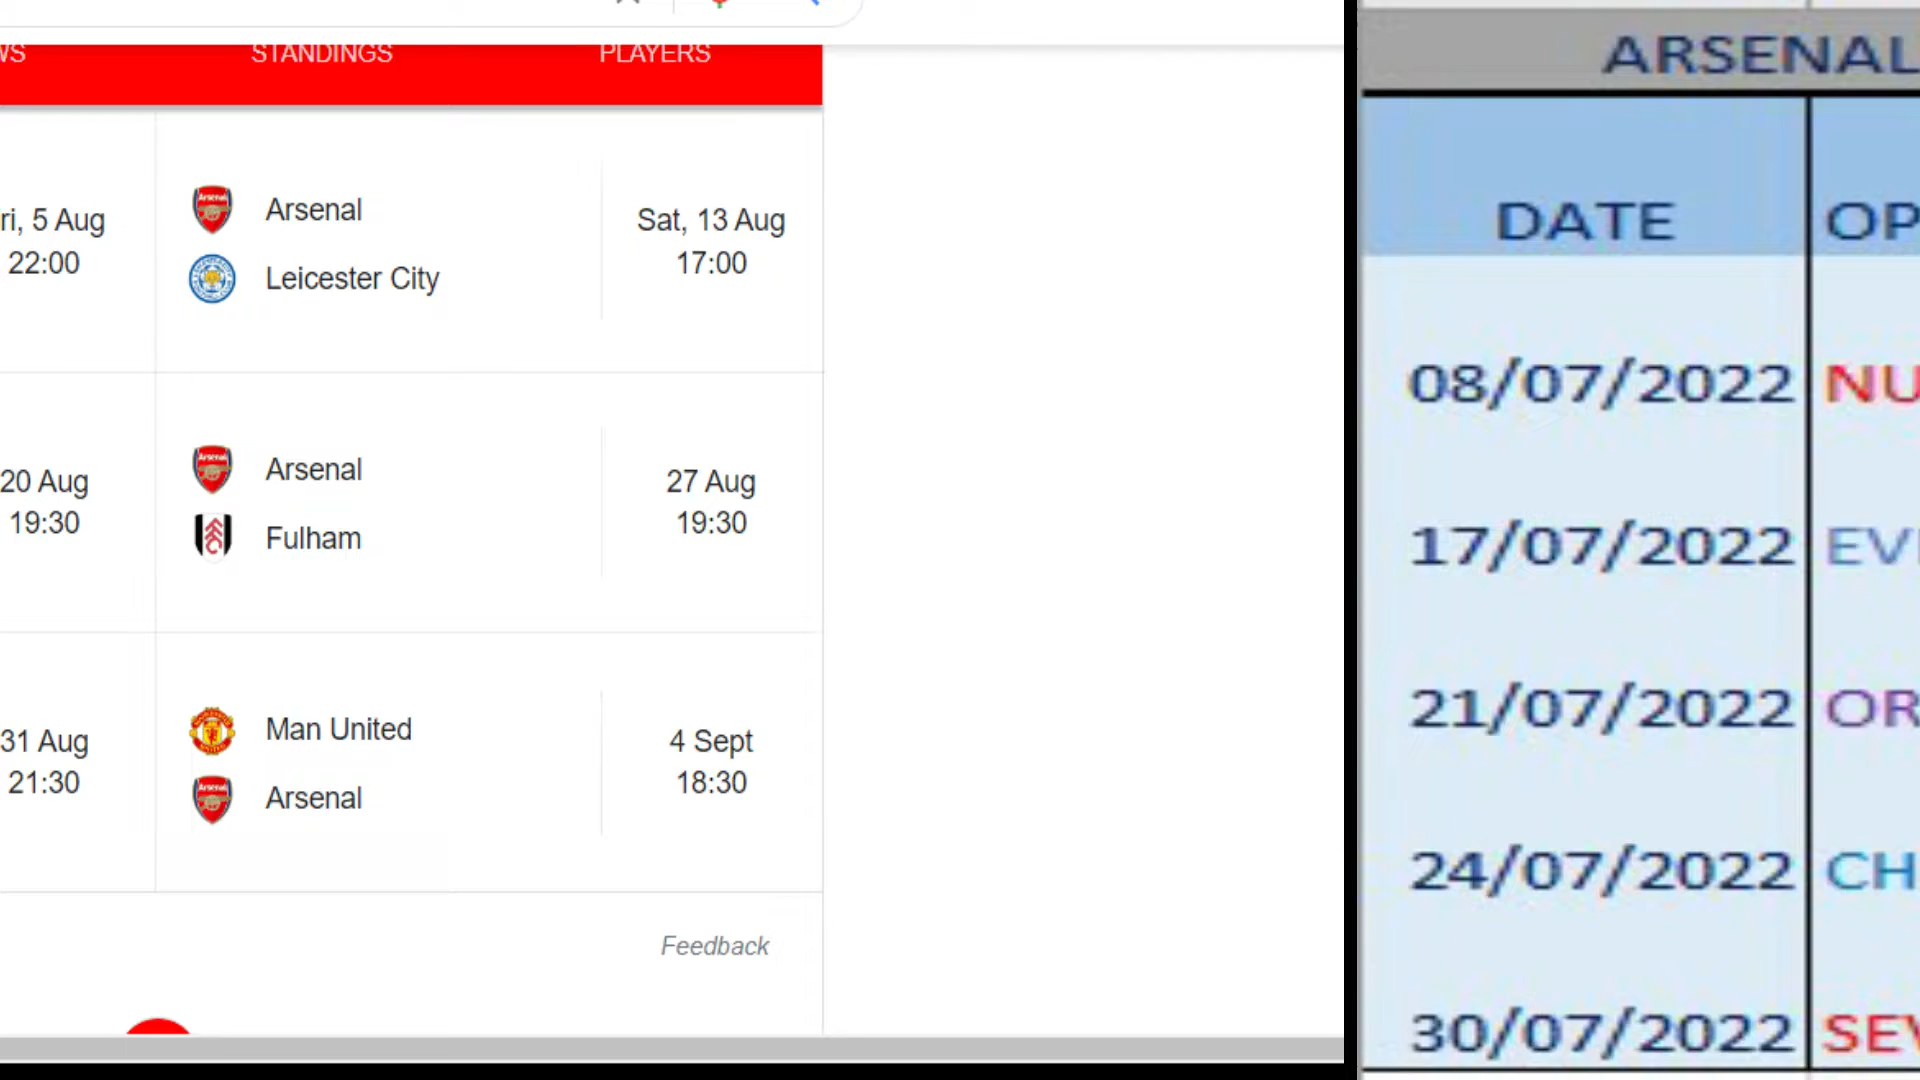 WS STANDINGS PLAYERS
ri, 5 Aug
22:00
Arsenal
Leicester City
Sat, 13 Aug
17:00
20 Aug
19:30
Arsenal
Fulham
27 Aug
19:30
31 Aug
21:30
Man United
Arsenal
4 Sept
18:30
Feedback
ARSENAL
DATE OP
08/07/2022 NU
17/07/2022 EV
21/07/2022 OR
24/07/2022 CH
30/07/2022 SEV